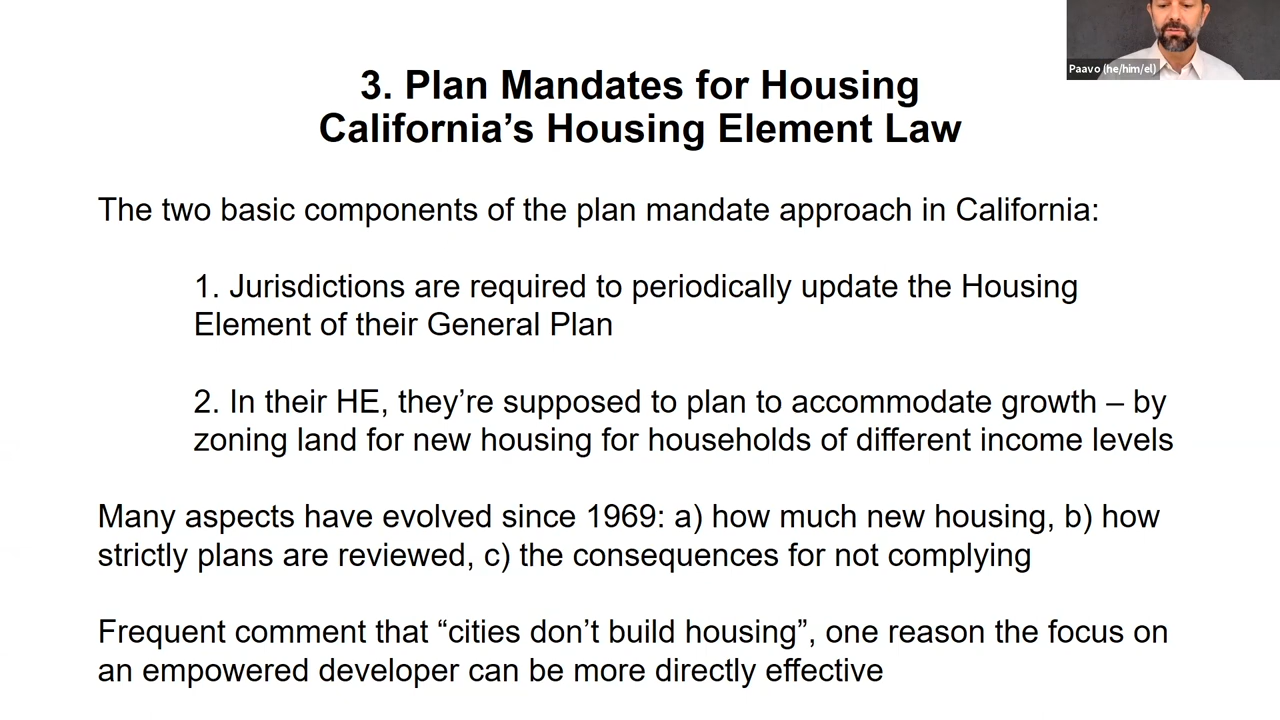 Paavo (he/him/el)
3. Plan Mandates for Housing
California’s Housing Element Law
The two basic components of the plan mandate approach in California:
1. Jurisdictions are required to periodically update the Housing
Element of their General Plan
2. In their HE, they’re supposed to plan to accommodate growth – by
zoning land for new housing for households of different income levels
Many aspects have evolved since 1969: a) how much new housing, b) how
strictly plans are reviewed, c) the consequences for not complying
Frequent comment that “cities don’t build housing”, one reason the focus on
an empowered developer can be more directly effective